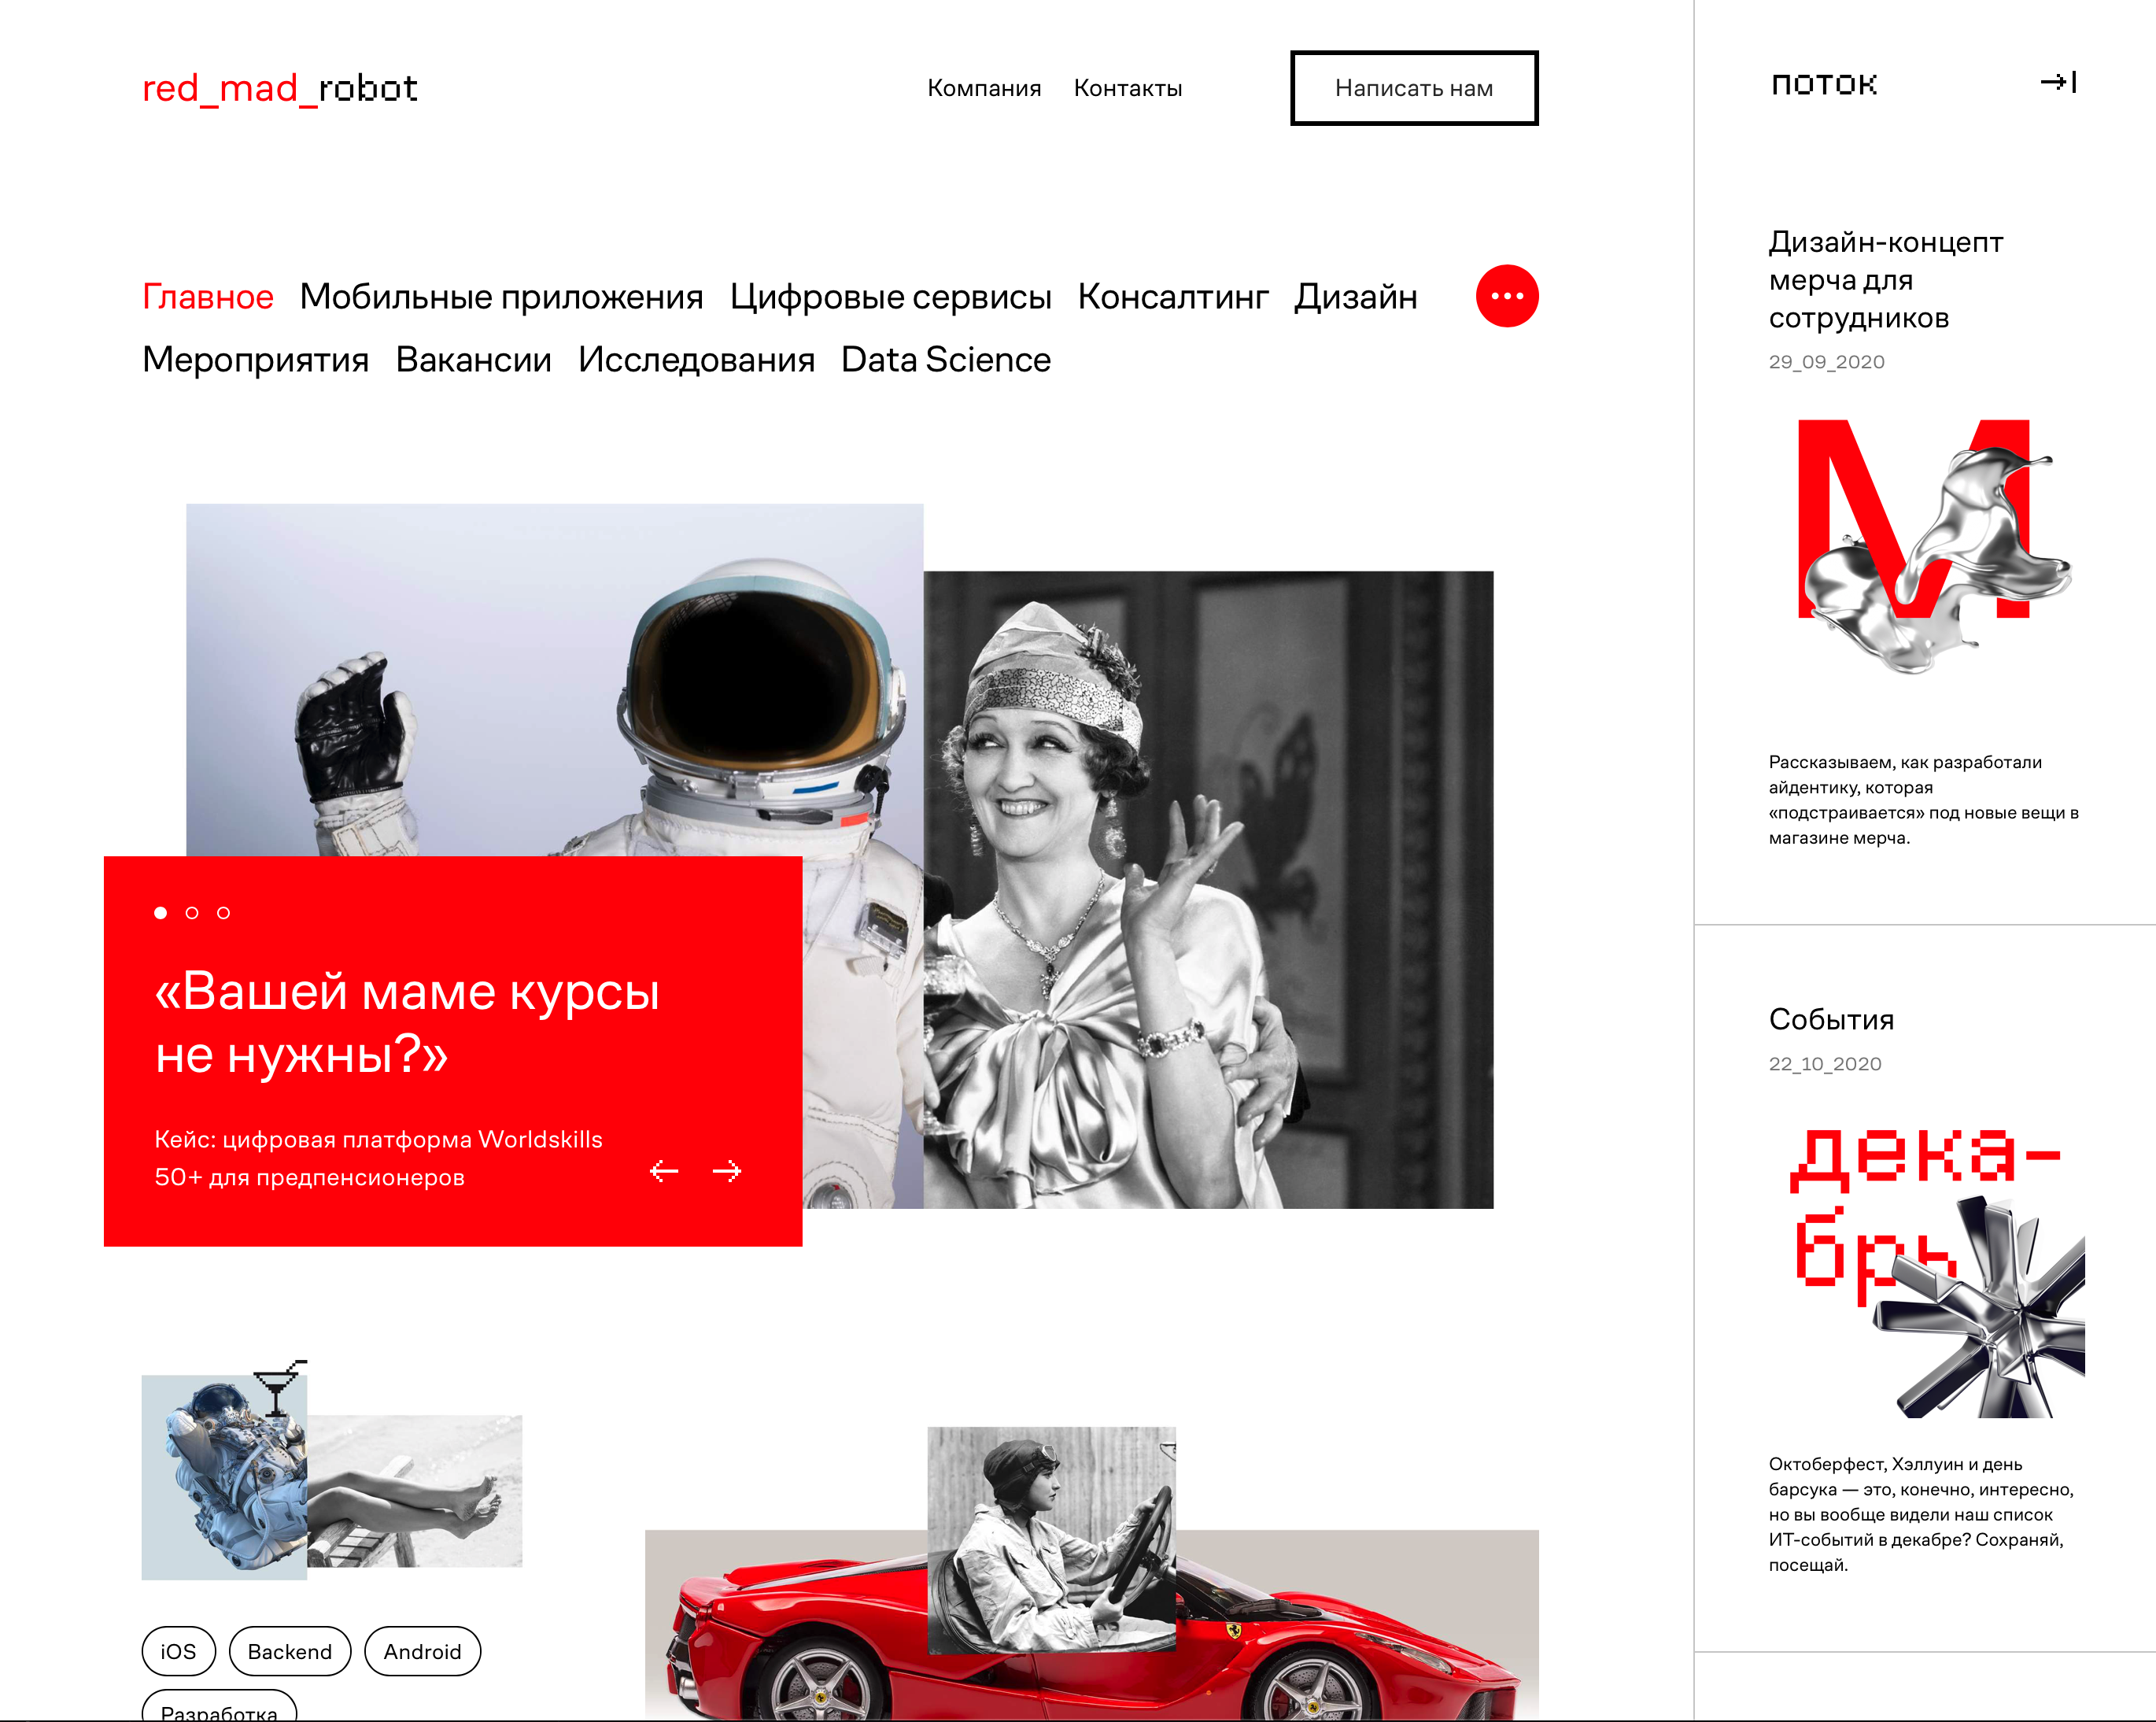 red_mad_robot
Компания Контакты Написать нам
Главное Мобильные приложения Цифровые сервисы Консалтинг Дизайн
Мероприятия Вакансии Исследования Data Science
«Вашей маме курсы
не нужны?»
Кейс: цифровая платформа Worldskills
50+ для предпенсионеров
iOS Backend Android
Разработка
поток
Дизайн-концепт
мерча для
сотрудников
29_09_2020
М
Рассказываем, как разработали
айдентику, которая
«подстраивается» под новые вещи в
магазине мерча.
События
22_10_2020
дека-
брь
Октоберфест, Хэллуин и день
барсука — это, конечно, интересно,
но вы вообще видели наш список
ИТ-событий в декабре? Сохраняй,
посещай.